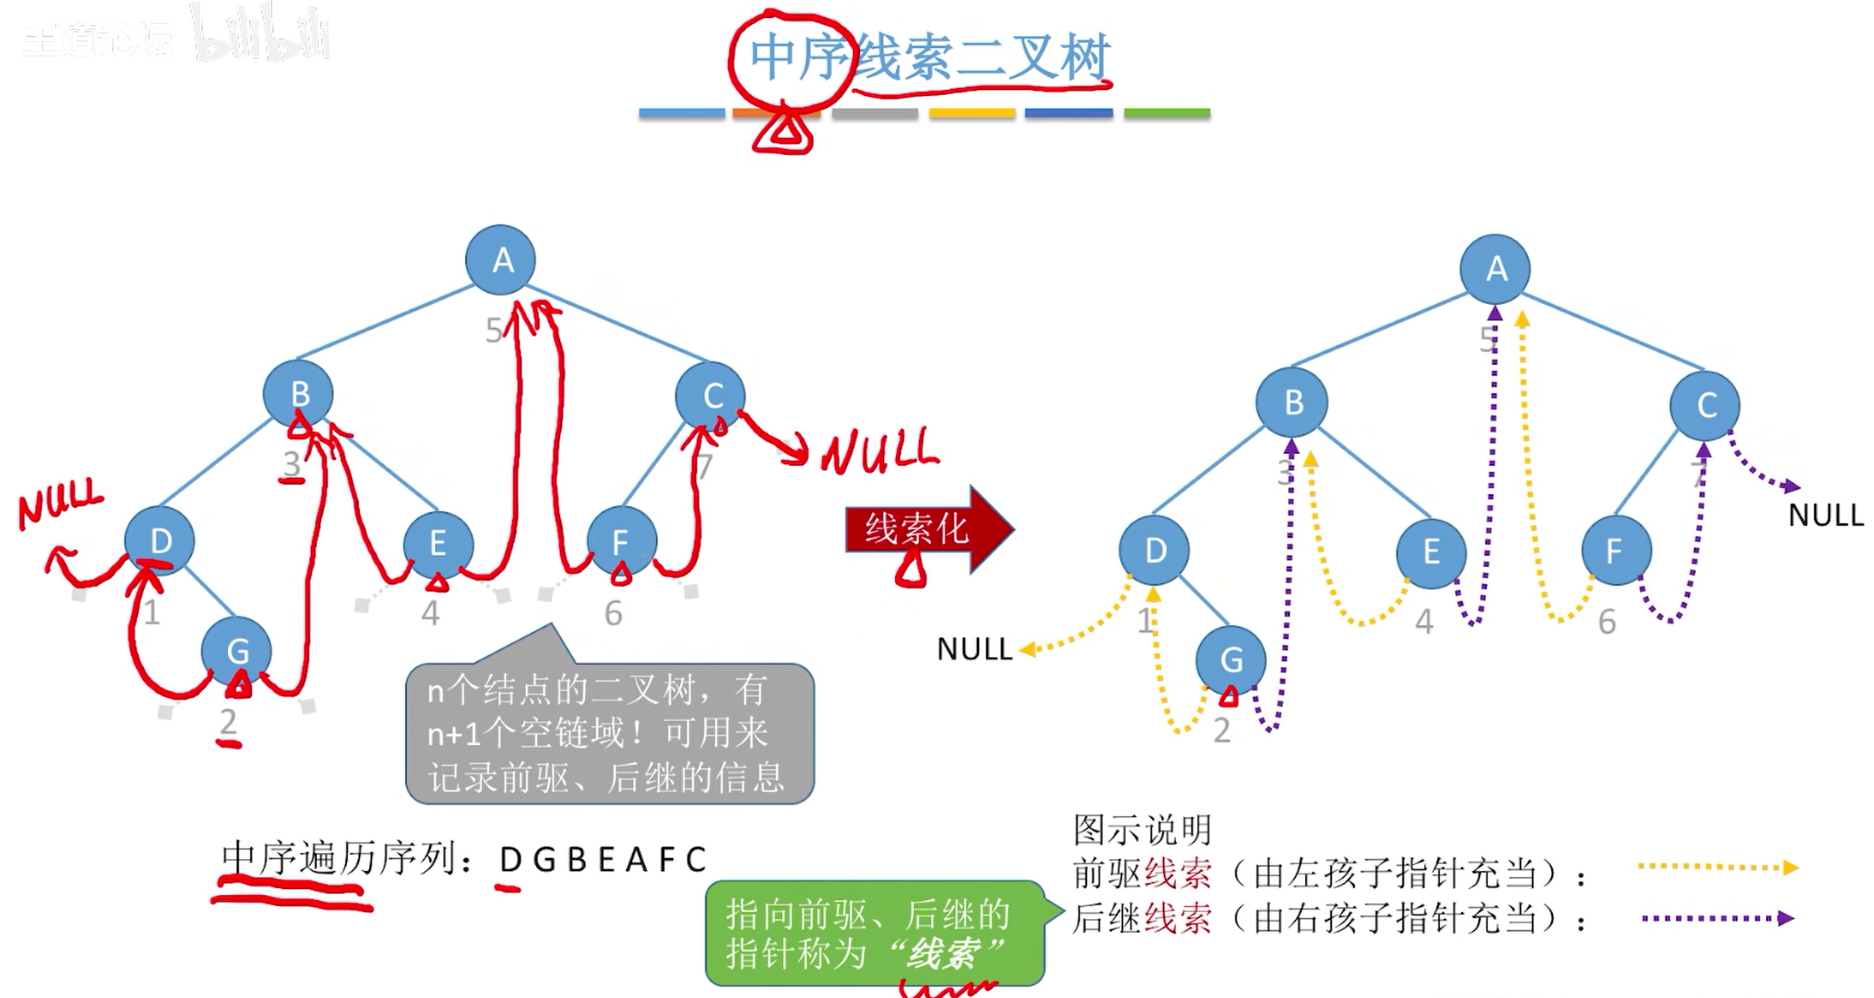 王道论坛 bilibili
中序线索二叉树
A
5
B
C
3
7
NULL
NULL
D
E
F
1
4
6
G
2
线索化
A
5
B
C
3
7
NULL
D
E
F
1
4
6
NULL
G
2
n个结点的二叉树，有
n+1个空链域！可用来
记录前驱、后继的信息
中序遍历序列：D G B E A F C
指向前驱、后继的
指针称为“线索”
图示说明
前驱线索（由左孩子指针充当）：
后继线索（由右孩子指针充当）：